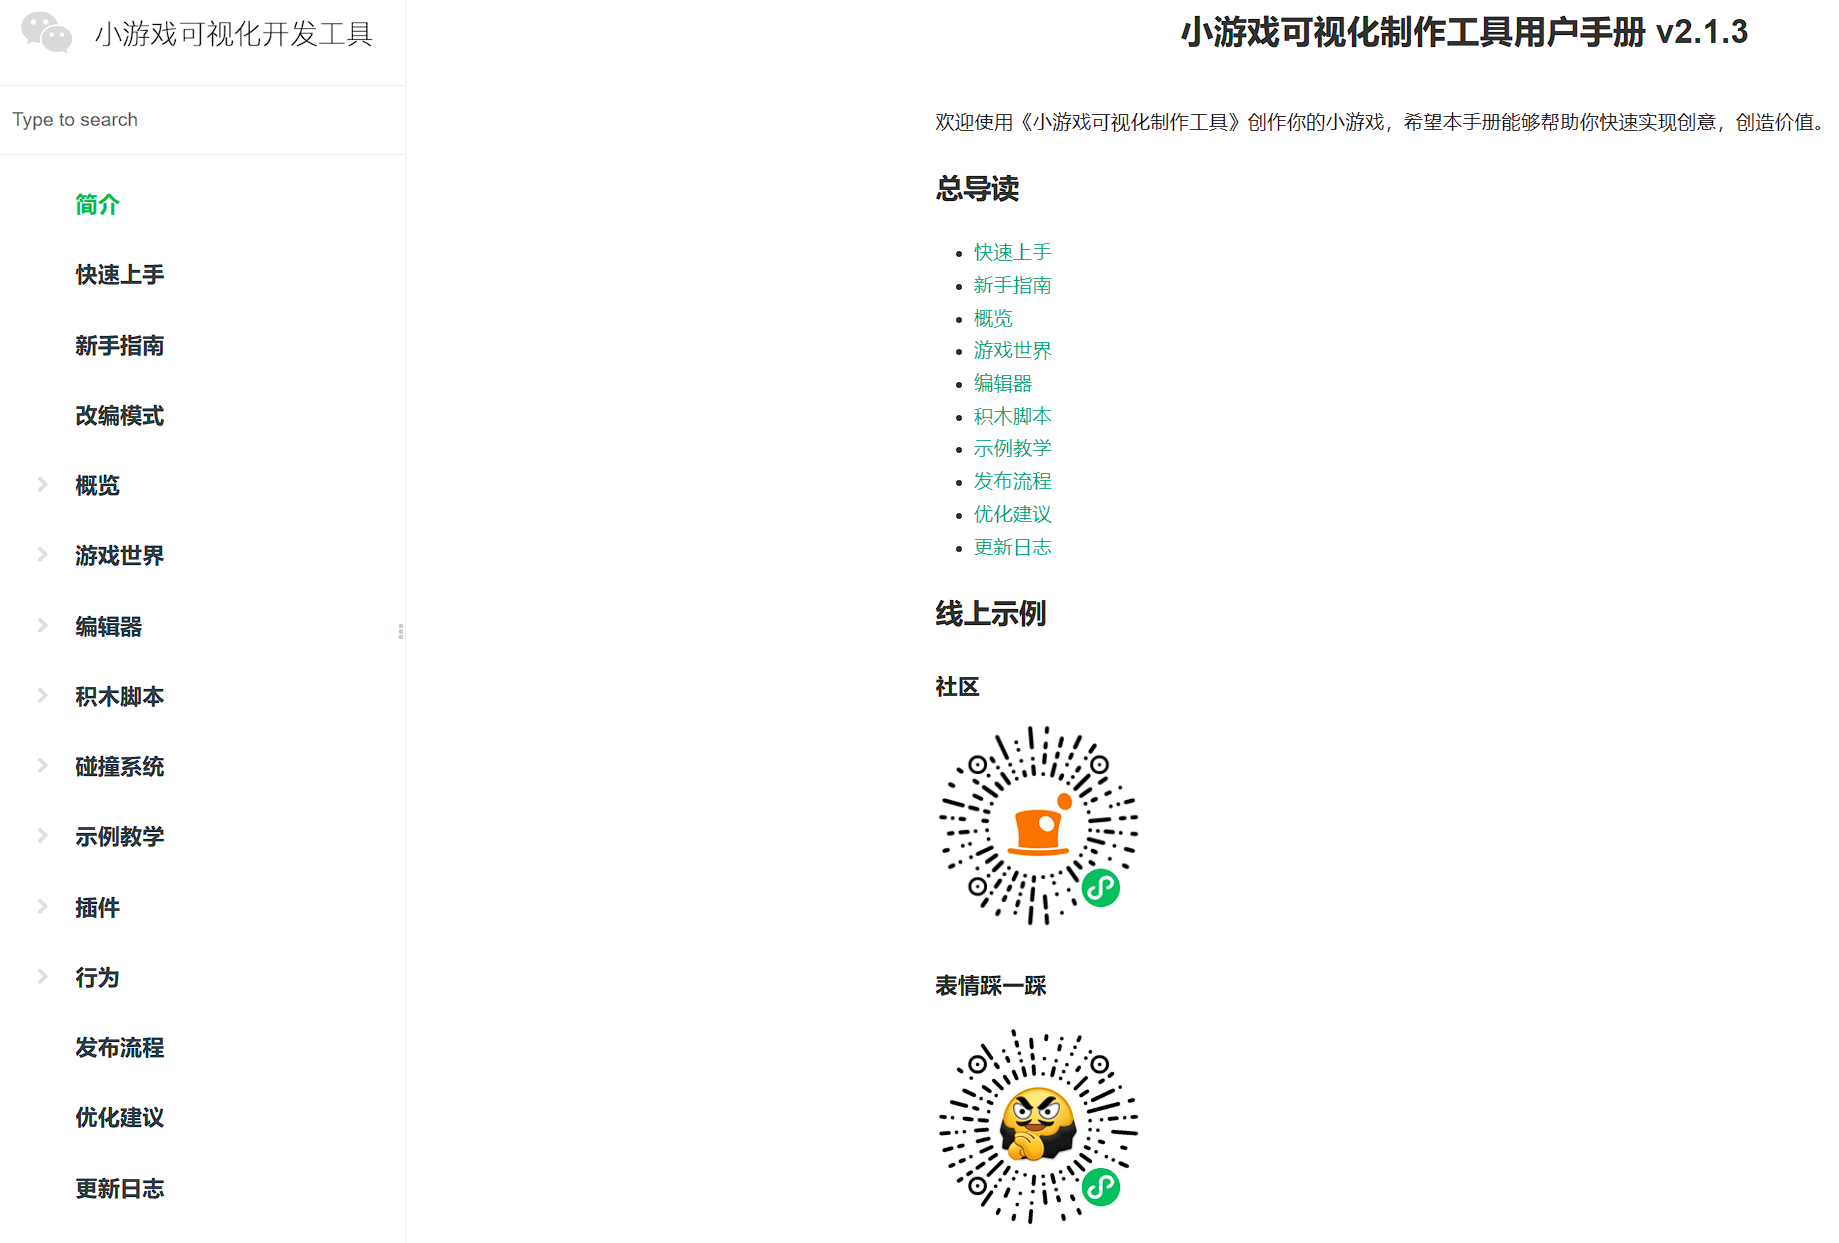 小游戏可视化开发工具
Type to search
简介
快速上手
新手指南
改编模式
概览
游戏世界
编辑器
积木脚本
碰撞系统
示例教学
插件
行为
发布流程
优化建议
更新日志
小游戏可视化制作工具用户手册 v2.1.3
欢迎使用《小游戏可视化制作工具》创作你的小游戏，希望本手册能够帮助你快速实现创意，创造价值。
总导读
快速上手
新手指南
概览
游戏世界
编辑器
积木脚本
示例教学
发布流程
优化建议
更新日志
线上示例
社区
表情踩一踩